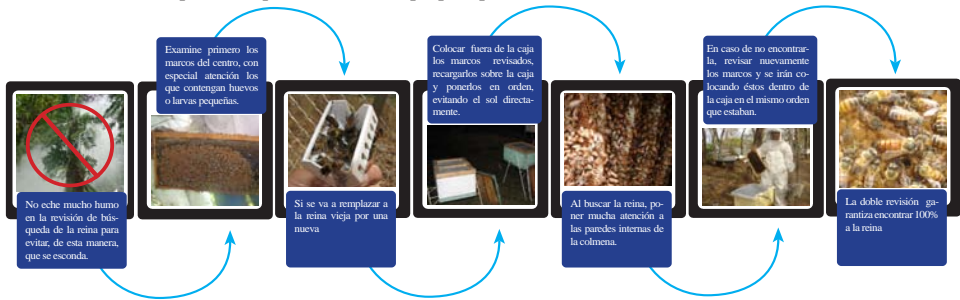 No eche mucho humo
en la revisión de bús-
queda de la reina para
evitar, de esta manera,
que se esconda.
Examine primero los
marcos del centro, con
especial atención los
que contengan huevos
o larvas pequeñas.
Si se va a remplazar a
la reina vieja por una
nueva
Colocar fuera de la caja
los marcos revisados,
recargarlos sobre la caja
y ponerlos en orden,
evitando el sol directa-
mente.
Al buscar la reina, po-
ner mucha atención a
las paredes internas de
la colmena.
En caso de no encontrar-
la, revisar nuevamente
los marcos y se irán co-
locando éstos dentro de
la caja en el mismo orden
que estaban.
La doble revisión ga-
rantiza encontrar 100%
a la reina